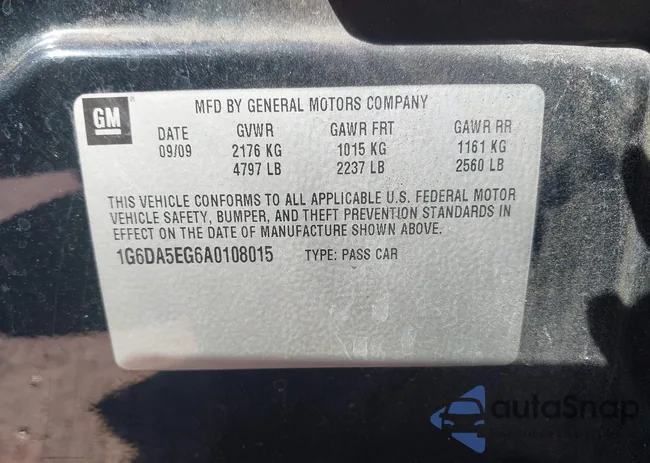 GM
MFD BY GENERAL MOTORS COMPANY
DATE GVWR GAWR FRT GAWR RR
09/09 2176 KG 1015 KG 1161 KG
4797 LB 2237 LB 2560 LB
THIS VEHICLE CONFORMS TO ALL APPLICABLE U.S. FEDERAL MOTOR
VEHICLE SAFETY, BUMPER, AND THEFT PREVENTION STANDARDS IN
EFFECT ON THE DATE OF MANUFACTURE SHOWN ABOVE.
1G6DA5EG6A0108015 TYPE: PASS CAR
autoSnap